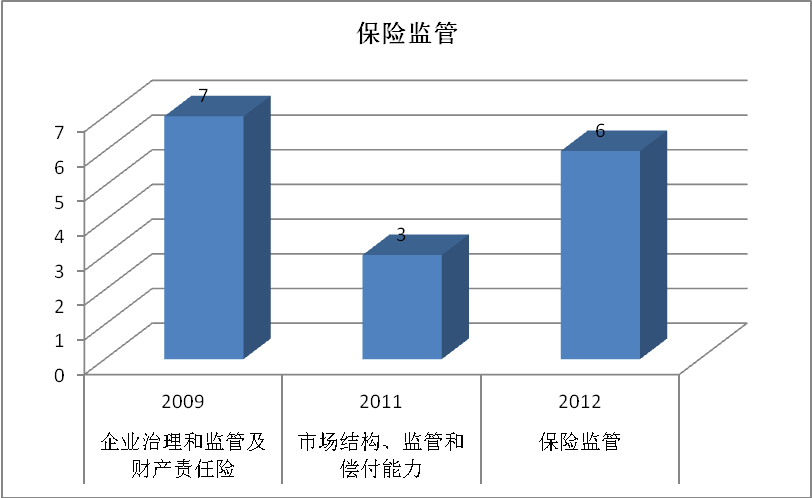 保险监管
7
3
6
7
6
5
4
3
2
1
0
2009
2011
2012
企业治理和监管及
财产责任险
市场结构、监管和
偿付能力
保险监管